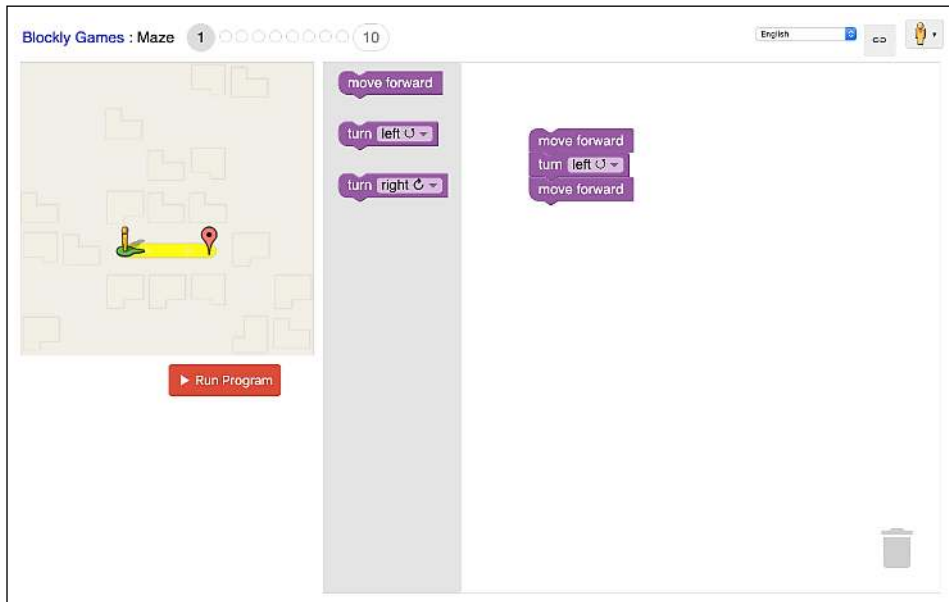 Blockly Games : Maze 1 10
English
move forward
turn left ↺
turn right ↻
move forward
turn left ↺
move forward
Run Program